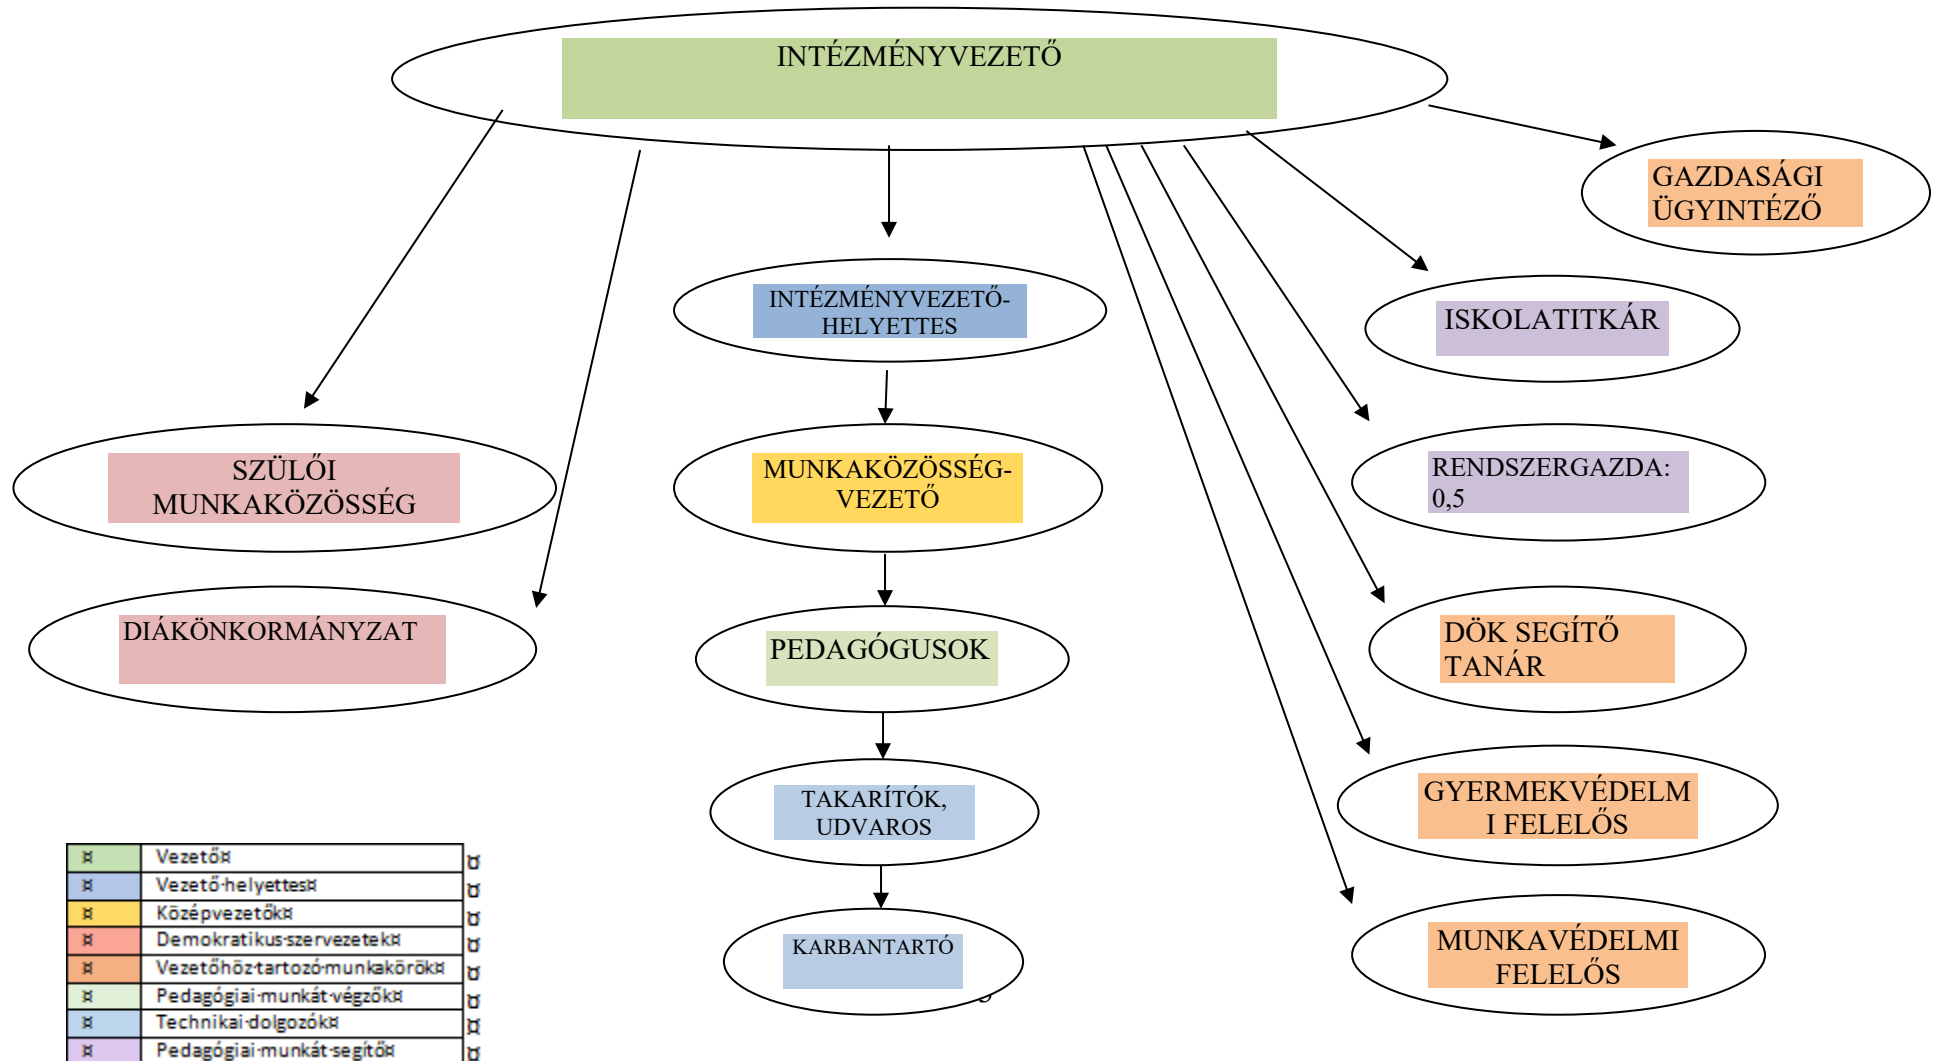 INTÉZMÉNYVEZETŐ
GAZDASÁGI
ÜGYINTÉZŐ
INTÉZMÉNYVEZETŐ-
HELYETTES
ISKOLATITKÁR
SZÜLŐI
MUNKAKÖZÖSSÉG
MUNKAKÖZÖSSÉG-
VEZETŐ
RENDSZERGAZDA:
0,5
DIÁKÖNKORMÁNYZAT
PEDAGÓGUSOK
DÖK SEGÍTŐ
TANÁR
TAKARÍTÓK,
UDVAROS
GYERMEKVÉDELM
I FELELŐS
KARBANTARTÓ
MUNKAVÉDELMI
FELELŐS
¤ Vezető¤ ¤
¤ Vezető·helyettes¤ ¤
¤ Középvezetők¤ ¤
¤ Demokratikus·szervezetek¤ ¤
¤ Vezetőhöz·tartozó·munkakörök¤ ¤
¤ Pedagógiai·munkát·végzők¤ ¤
¤ Technikai·dolgozók¤ ¤
¤ Pedagógiai·munkát·segítő¤ ¤